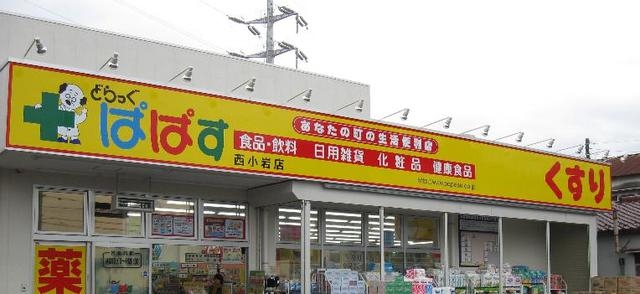 どらっぐ
ぱぱす
西小岩店
あなたの町の生活便利店
食品・飲料 日用雑貨 化粧品 健康食品
くすり
薬